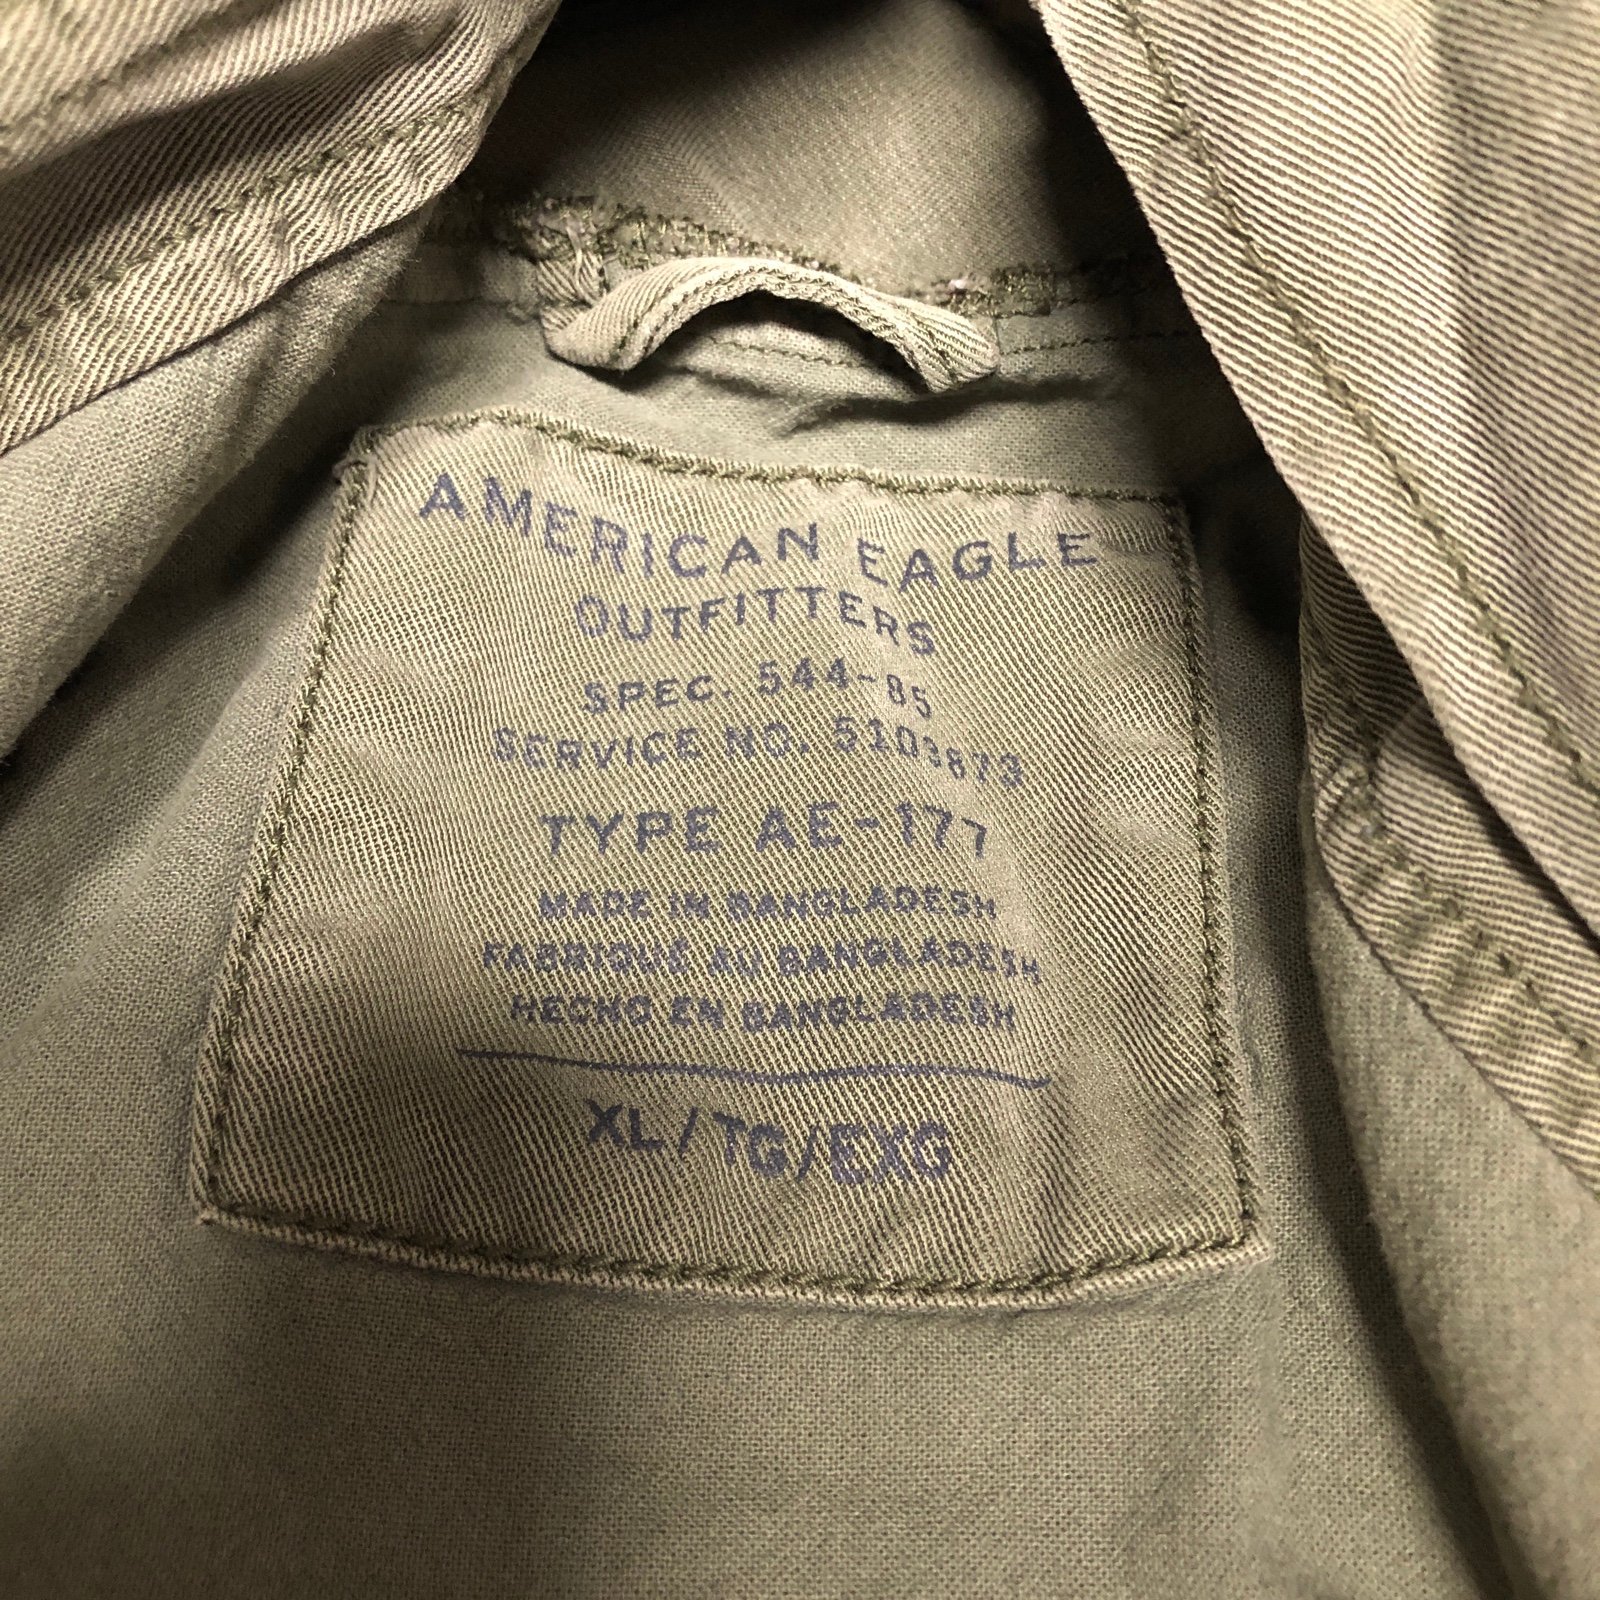 AMERICAN EAGLE
OUTFITTERS
SPEC. 544-85
SERVICE NO. 5103873
TYPE AE-177
MADE IN BANGLADESH
FABRIQUÉ AU BANGLADESH
HECHO EN BANGLADESH
XL/TG/EXG